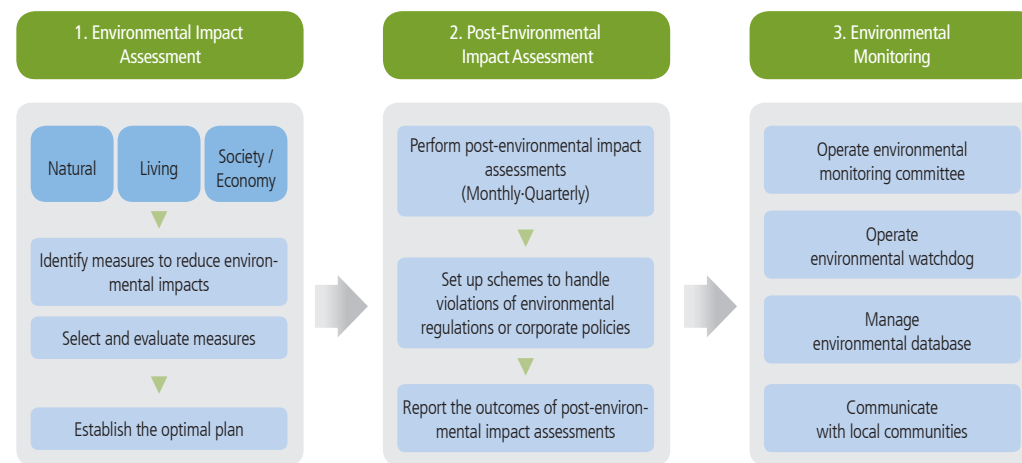 1. Environmental Impact
Assessment
Natural
Living
Society /
Economy
Identify measures to reduce environ-
mental impacts
Select and evaluate measures
Establish the optimal plan
2. Post-Environmental
Impact Assessment
Perform post-environmental impact
assessments
(Monthly·Quarterly)
Set up schemes to handle
violations of environmental
regulations or corporate policies
Report the outcomes of post-environ-
mental impact assessments
3. Environmental
Monitoring
Operate environmental
monitoring committee
Operate
environmental watchdog
Manage
environmental database
Communicate
with local communities